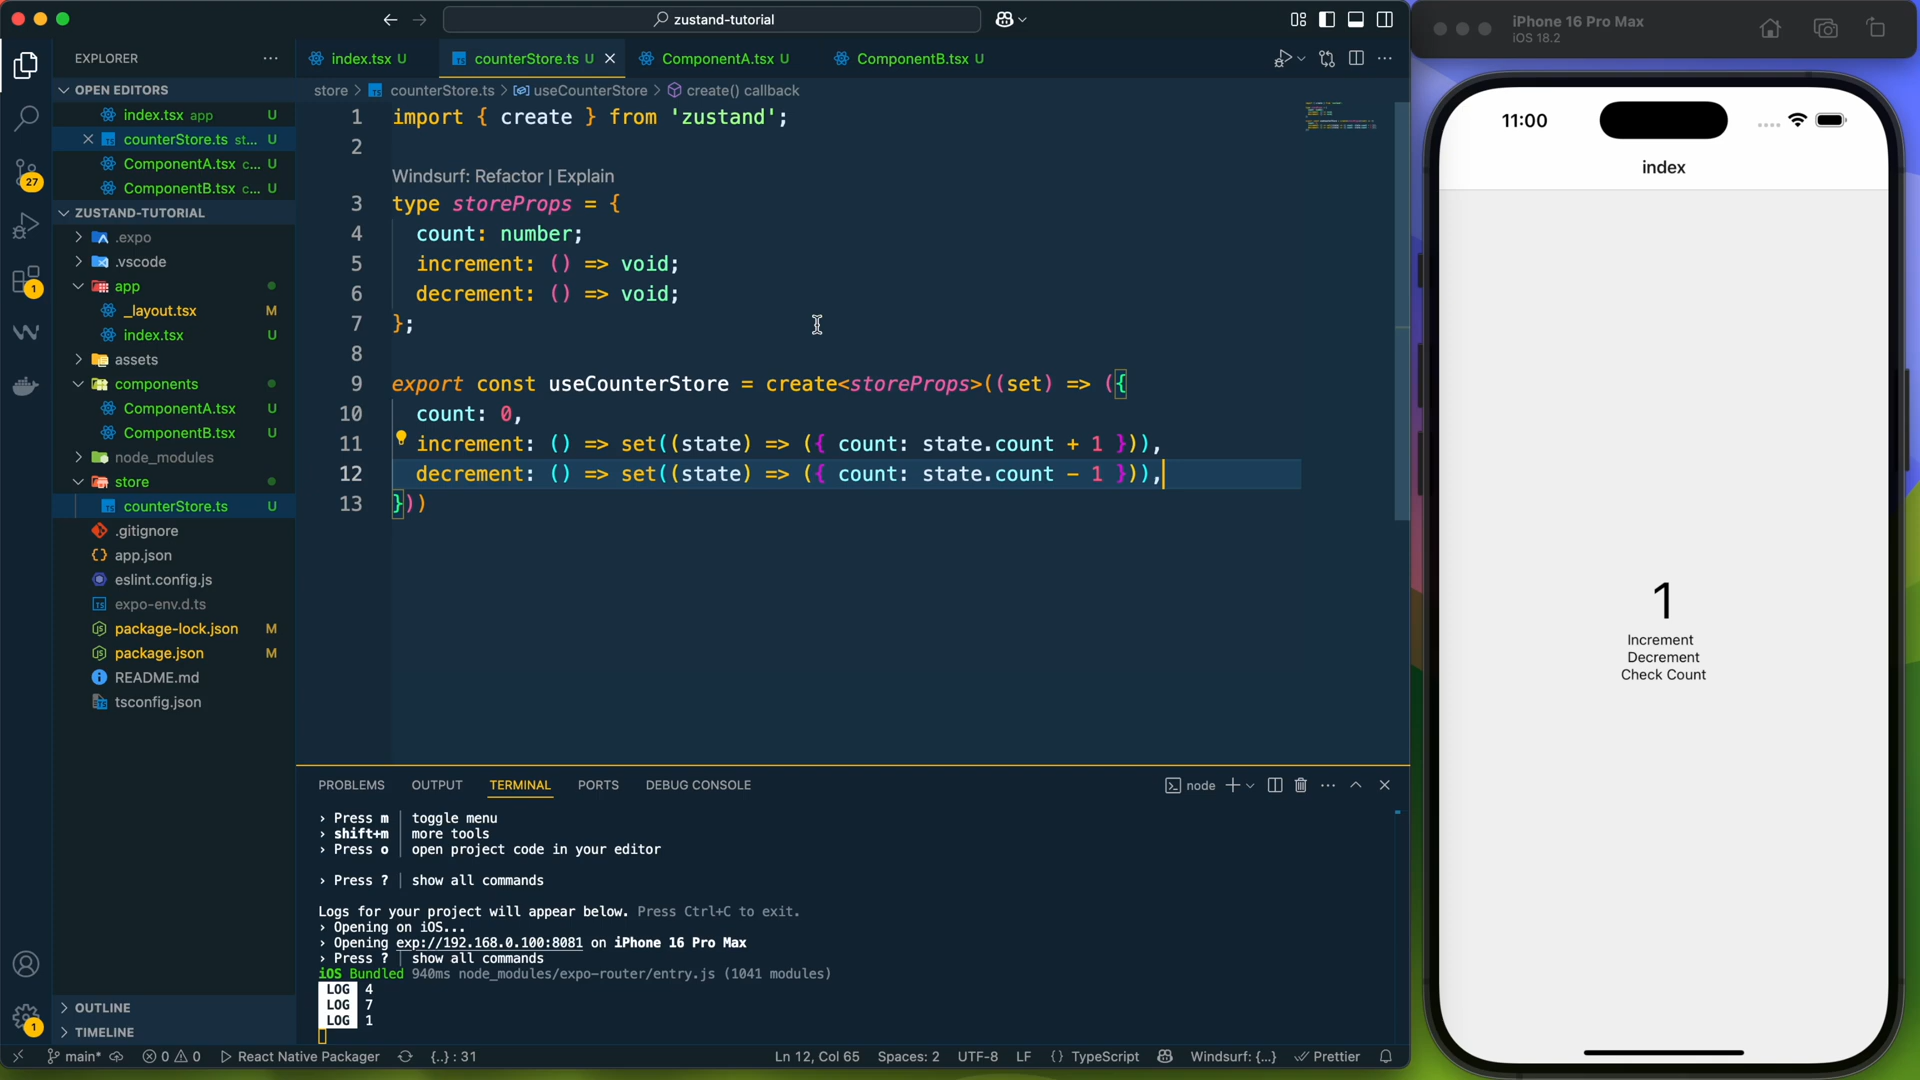 zustand-tutorial
EXPLORER
OPEN EDITORS
index.tsx app U
counterStore.ts st... U
ComponentA.tsx c... U
ComponentB.tsx c... U
ZUSTAND-TUTORIAL
.expo
.vscode
app
_layout.tsx M
index.tsx U
assets
components
ComponentA.tsx U
ComponentB.tsx U
node_modules
store
counterStore.ts U
.gitignore
app.json
eslint.config.js
expo-env.d.ts
package-lock.json M
package.json M
README.md
tsconfig.json
OUTLINE
TIMELINE
27
1
1
index.tsx U
counterStore.ts U
ComponentA.tsx U
ComponentB.tsx U
store > counterStore.ts > useCounterStore > create() callback
1 import { create } from 'zustand';
2
Windsurf: Refactor | Explain
3 type storeProps = {
4 count: number;
5 increment: () => void;
6 decrement: () => void;
7 };
8
9 export const useCounterStore = create<storeProps>((set) => ({
10 count: 0,
11 increment: () => set((state) => ({ count: state.count + 1 })),
12 decrement: () => set((state) => ({ count: state.count - 1 })),
13 }))
PROBLEMS OUTPUT TERMINAL PORTS DEBUG CONSOLE
node
› Press m │ toggle menu
› shift+m │ more tools
› Press o │ open project code in your editor
› Press ? │ show all commands
Logs for your project will appear below. Press Ctrl+C to exit.
› Opening on iOS...
› Opening exp://192.168.0.100:8081 on iPhone 16 Pro Max
› Press ? │ show all commands
iOS Bundled 940ms node_modules/expo-router/entry.js (1041 modules)
LOG 4
LOG 7
LOG 1
main* 0 0 React Native Packager {..} : 31 Ln 12, Col 65 Spaces: 2 UTF-8 LF {} TypeScript Windsurf: {...} Prettier
iPhone 16 Pro Max
iOS 18.2
11:00
index
1
Increment
Decrement
Check Count